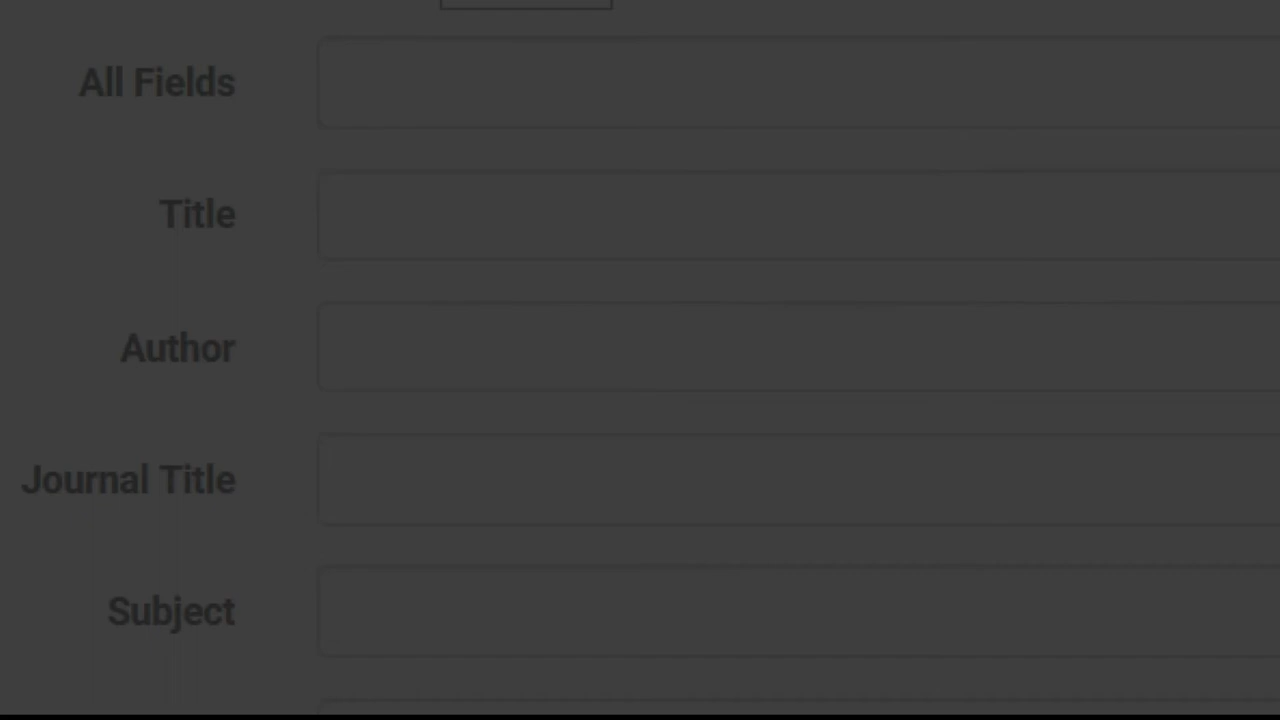 All Fields
Title
Author
Journal Title
Subject